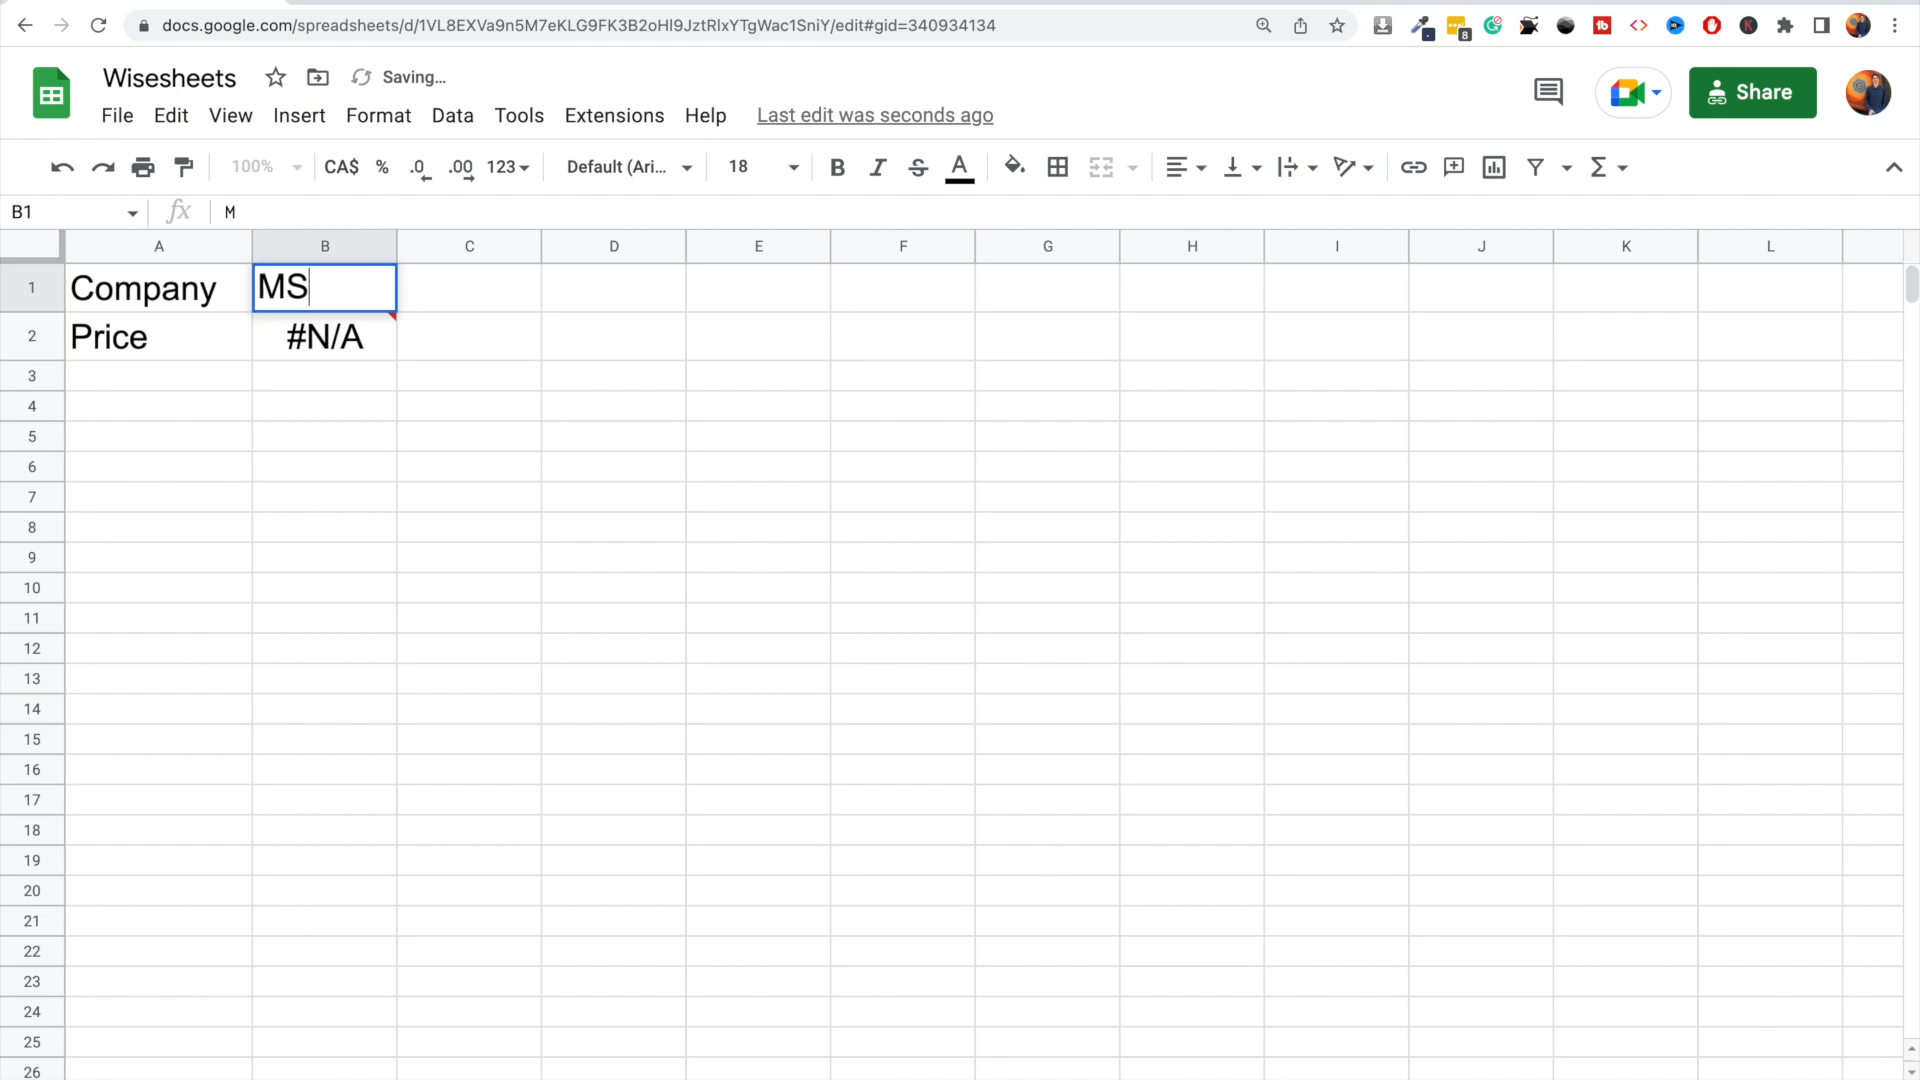 docs.google.com/spreadsheets/d/1VL8EXVa9n5M7eKLG9FK3B2oHI9JztRlxYTgWac1SniY/edit#gid=340934134
8
Wisesheets Saving…
File Edit View Insert Format Data Tools Extensions Help Last edit was seconds ago
Share
100% CA$ % .0 .00 123 Default (Ari... 18 B I S A Σ
B1 fx M
A B C D E F G H I J K L
1 Company MS
2 Price #N/A
3
4
5
6
7
8
9
10
11
12
13
14
15
16
17
18
19
20
21
22
23
24
25
26